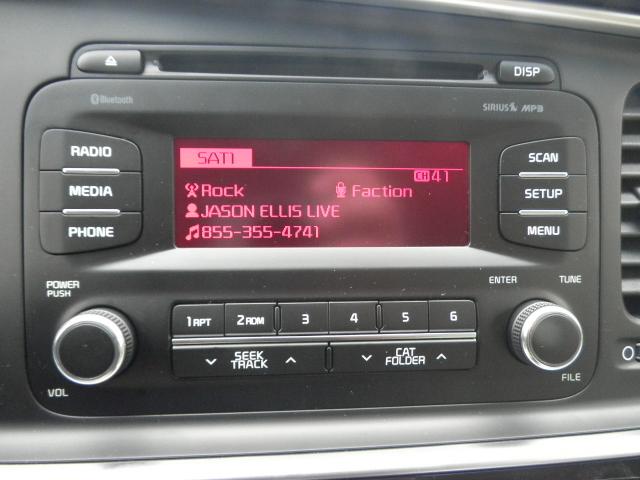 DISP
Bluetooth
SIRIUS MP3
RADIO
MEDIA
PHONE
SAT1
CH 41
Rock Faction
JASON ELLIS LIVE
855-355-4741
SCAN
SETUP
MENU
POWER
PUSH
VOL
ENTER TUNE
FILE
1 RPT 2 RDM 3 4 5 6
SEEK
TRACK
CAT
FOLDER